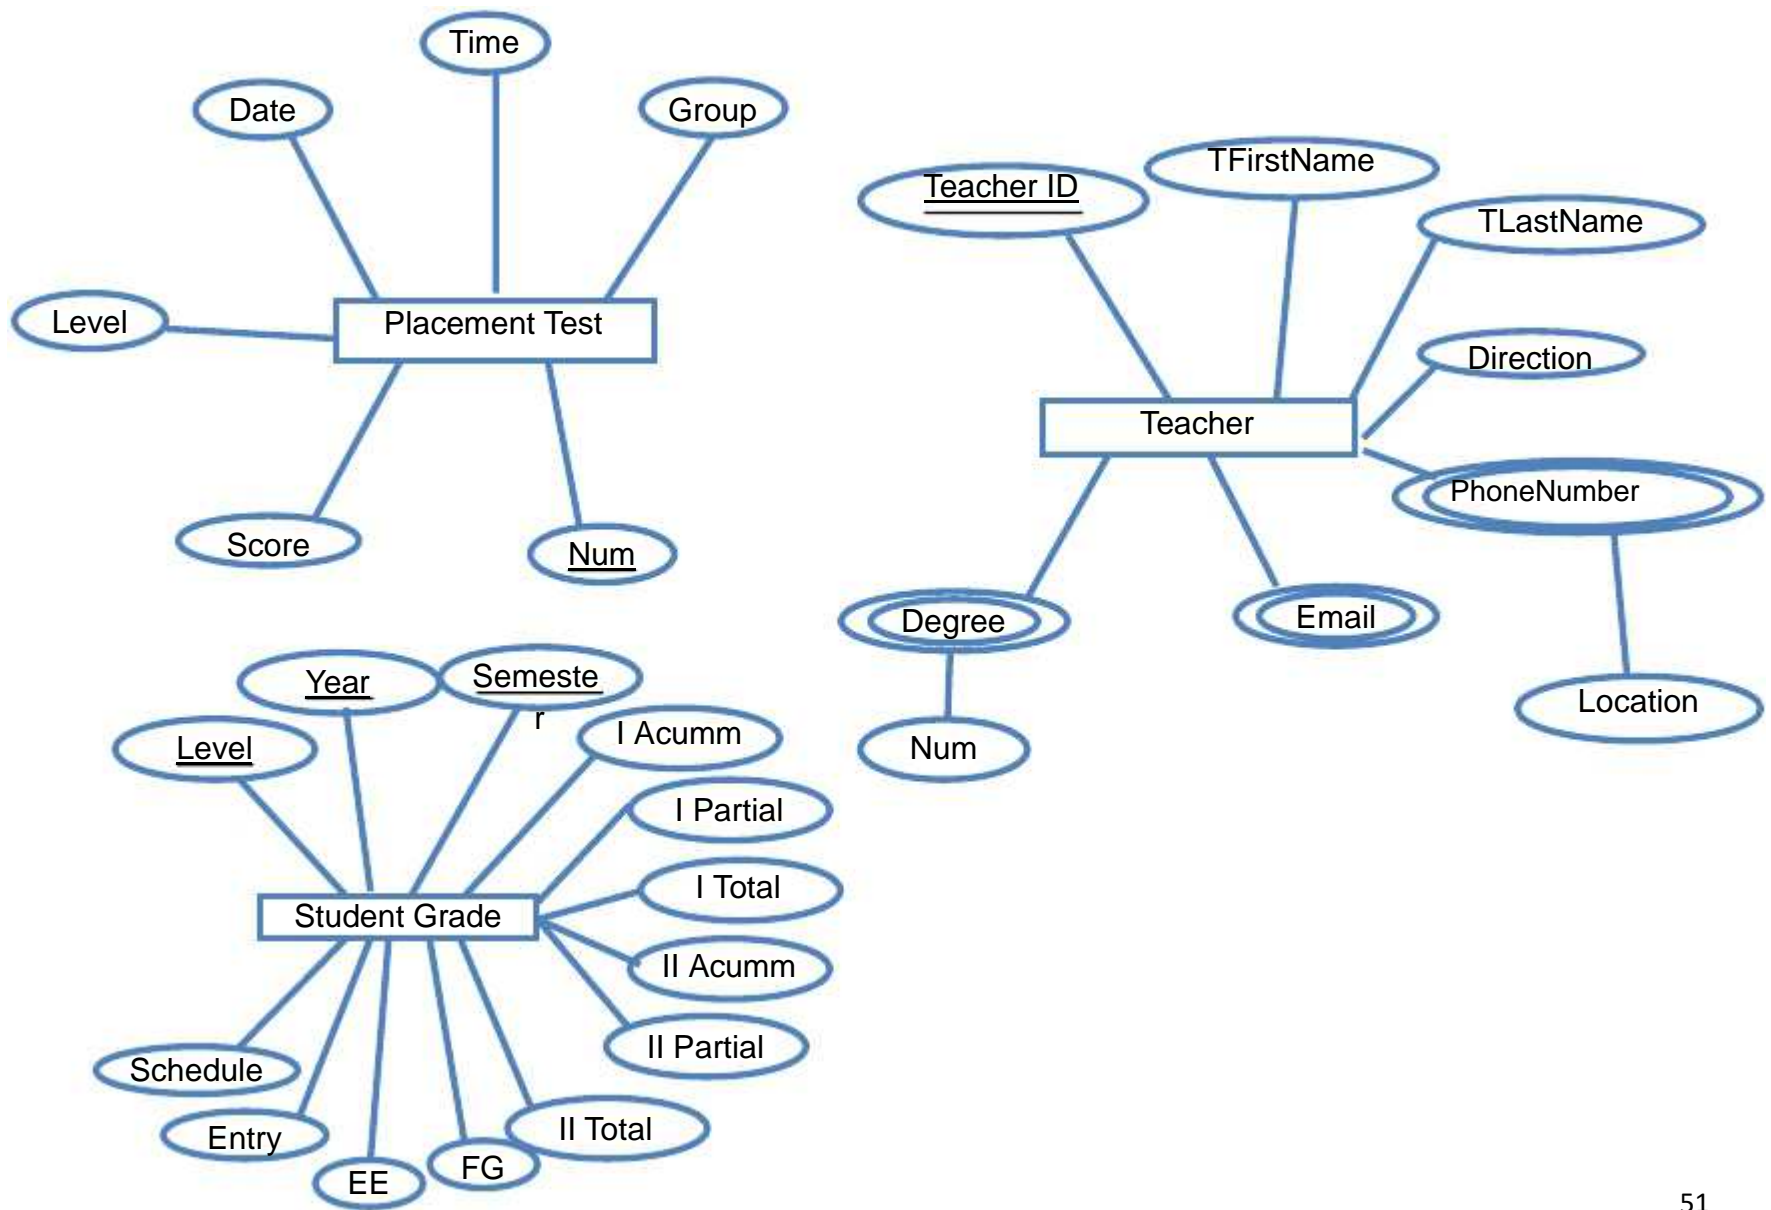 Time
Date
Group
Level
Placement Test
Score
Num
Teacher ID
TFirstName
TLastName
Direction
Teacher
PhoneNumber
Degree
Email
Num
Location
Year
Semeste
r
Level
I Acumm
I Partial
I Total
Student Grade
II Acumm
II Partial
Schedule
Entry
EE
FG
II Total
51